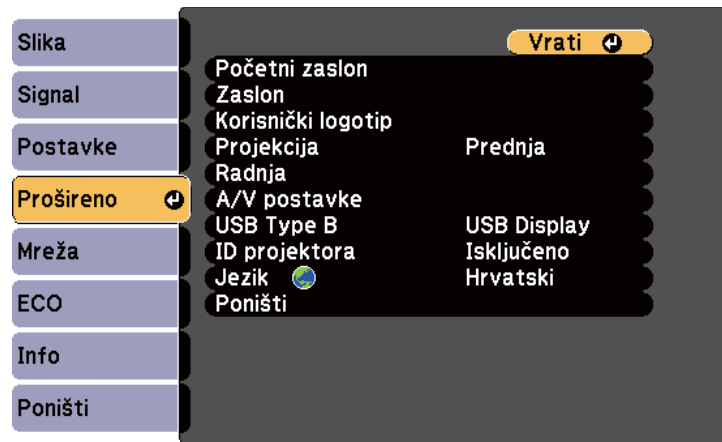 Slika
Signal
Postavke
Prošireno
Mreža
ECO
Info
Poništi
Vrati
Početni zaslon
Zaslon
Korisnički logotip
Projekcija Prednja
Radnja
A/V postavke
USB Type B USB Display
ID projektora Isključeno
Jezik Hrvatski
Poništi